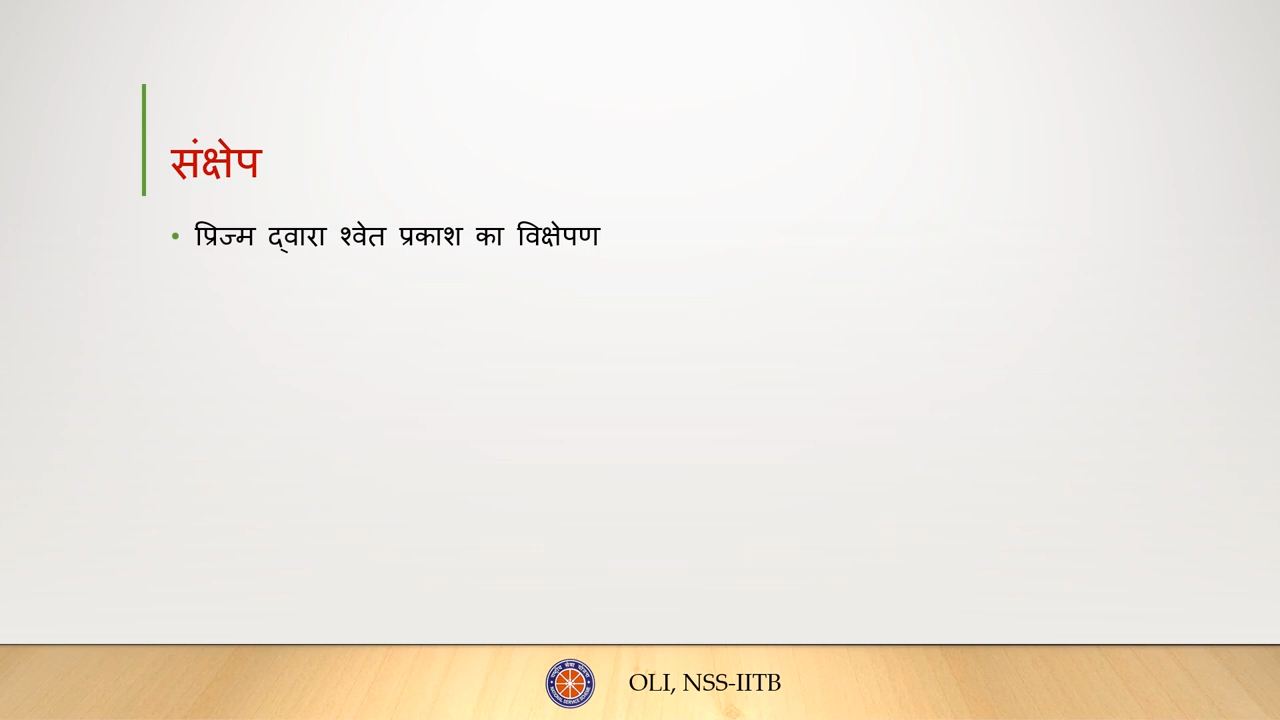 संक्षेप
• प्रिज्म द्वारा श्वेत प्रकाश का विक्षेपण
OLI, NSS-IITB